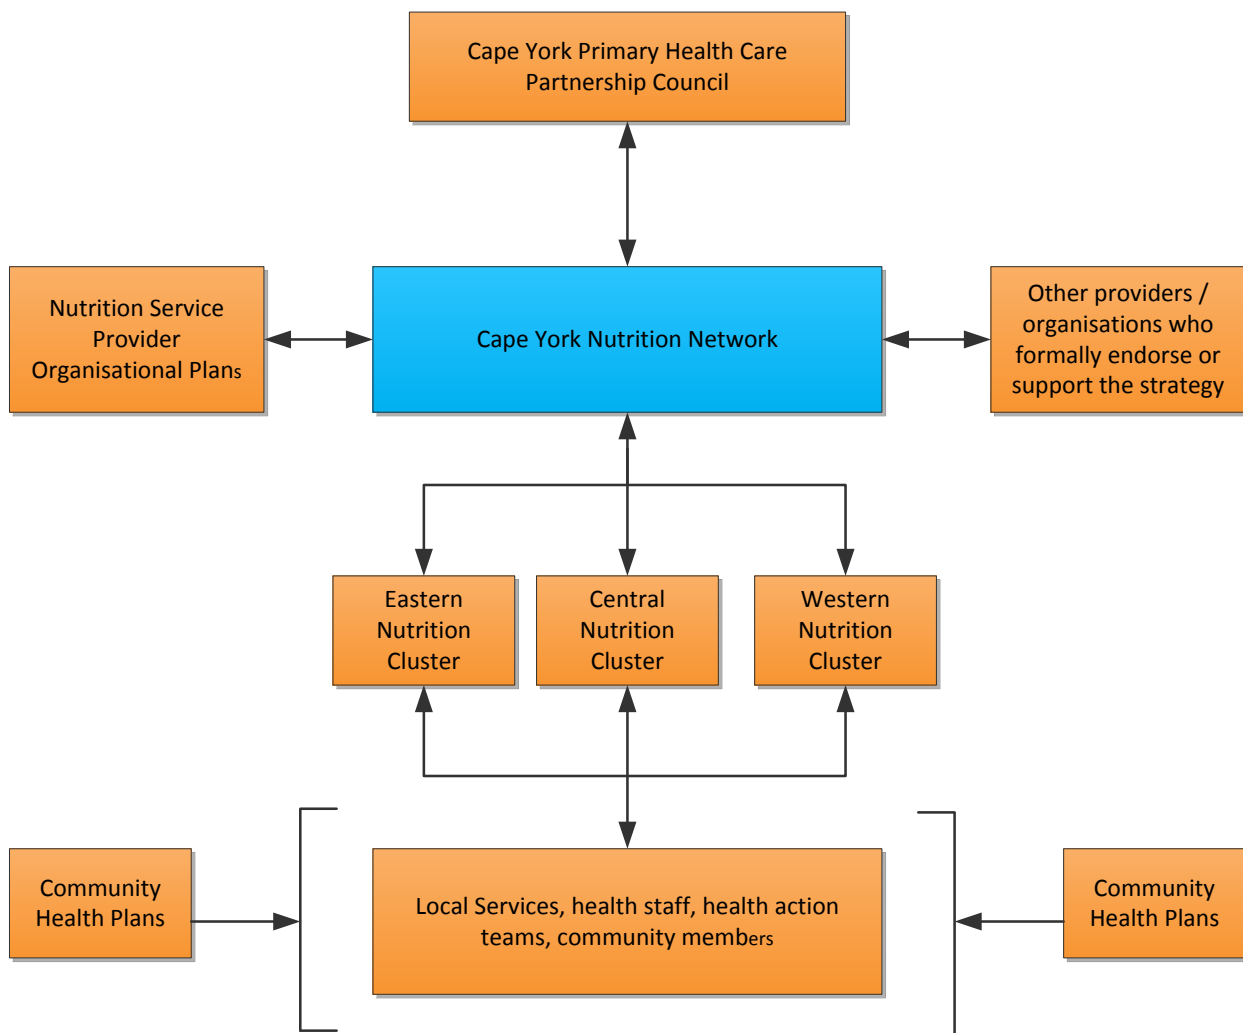 Cape York Primary Health Care
Partnership Council
Nutrition Service
Provider
Organisational Plans
Cape York Nutrition Network
Other providers /
organisations who
formally endorse or
support the strategy
Eastern
Nutrition
Cluster
Central
Nutrition
Cluster
Western
Nutrition
Cluster
Community
Health Plans
Local Services, health staff, health action
teams, community members
Community
Health Plans